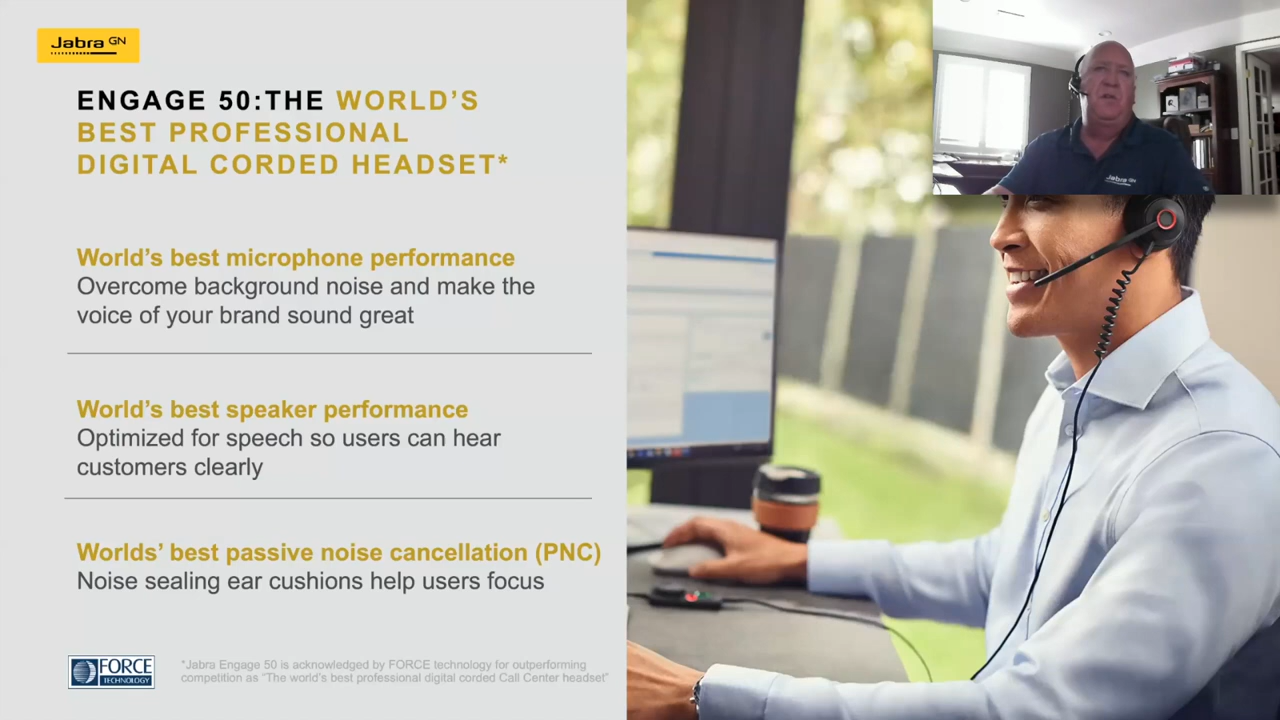 Jabra GN
ENGAGE 50:THE WORLD'S
BEST PROFESSIONAL
DIGITAL CORDED HEADSET*
World's best microphone performance
Overcome background noise and make the
voice of your brand sound great
World's best speaker performance
Optimized for speech so users can hear
customers clearly
Worlds' best passive noise cancellation (PNC)
Noise sealing ear cushions help users focus
FORCE
TECHNOLOGY
*Jabra Engage 50 is acknowledged by FORCE technology for outperforming
competition as "The world's best professional digital corded Call Center headset"
Jabra GN